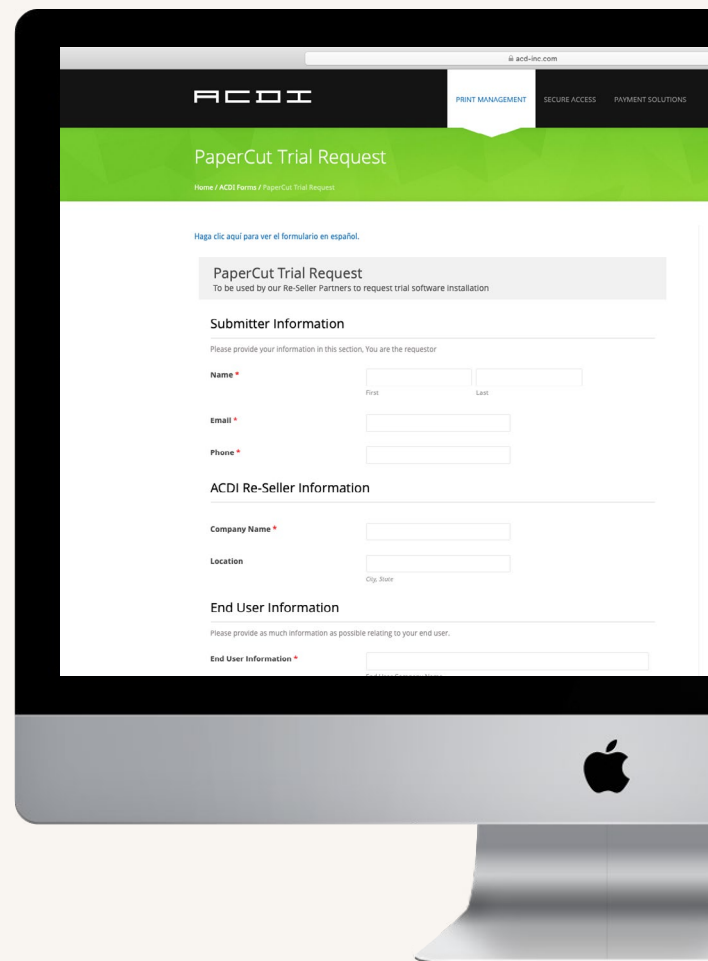 acd-inc.com
ACDI
PRINT MANAGEMENT SECURE ACCESS PAYMENT SOLUTIONS
PaperCut Trial Request
Home / ACDI Forms / PaperCut Trial Request
Haga clic aquí para ver el formulario en español.
PaperCut Trial Request
To be used by our Re-Seller Partners to request trial software installation
Submitter Information
Please provide your information in this section, You are the requestor
Name *
First Last
Email *
Phone *
ACDI Re-Seller Information
Company Name *
Location
City, State
End User Information
Please provide as much information as possible relating to your end user.
End User Information *
End User Company Name